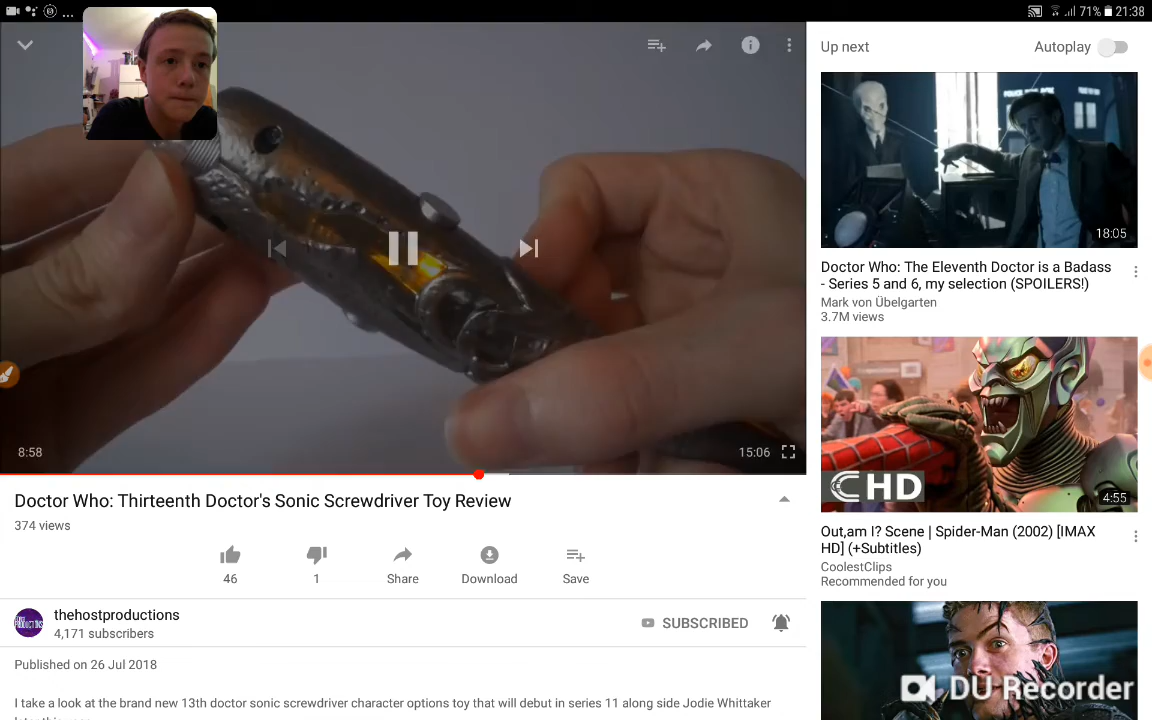 ... 71% 21:38
Up next Autoplay
8:58 15:06
18:05
Doctor Who: The Eleventh Doctor is a Badass
- Series 5 and 6, my selection (SPOILERS!)
Mark von Übelgarten
3.7M views
CHD
4:55
Out,am I? Scene | Spider-Man (2002) [IMAX
HD] (+Subtitles)
CoolestClips
Recommended for you
DU Recorder
Doctor Who: Thirteenth Doctor's Sonic Screwdriver Toy Review
374 views
46 1 Share Download Save
thehostproductions
4,171 subscribers
SUBSCRIBED
Published on 26 Jul 2018
I take a look at the brand new 13th doctor sonic screwdriver character options toy that will debut in series 11 along side Jodie Whittaker